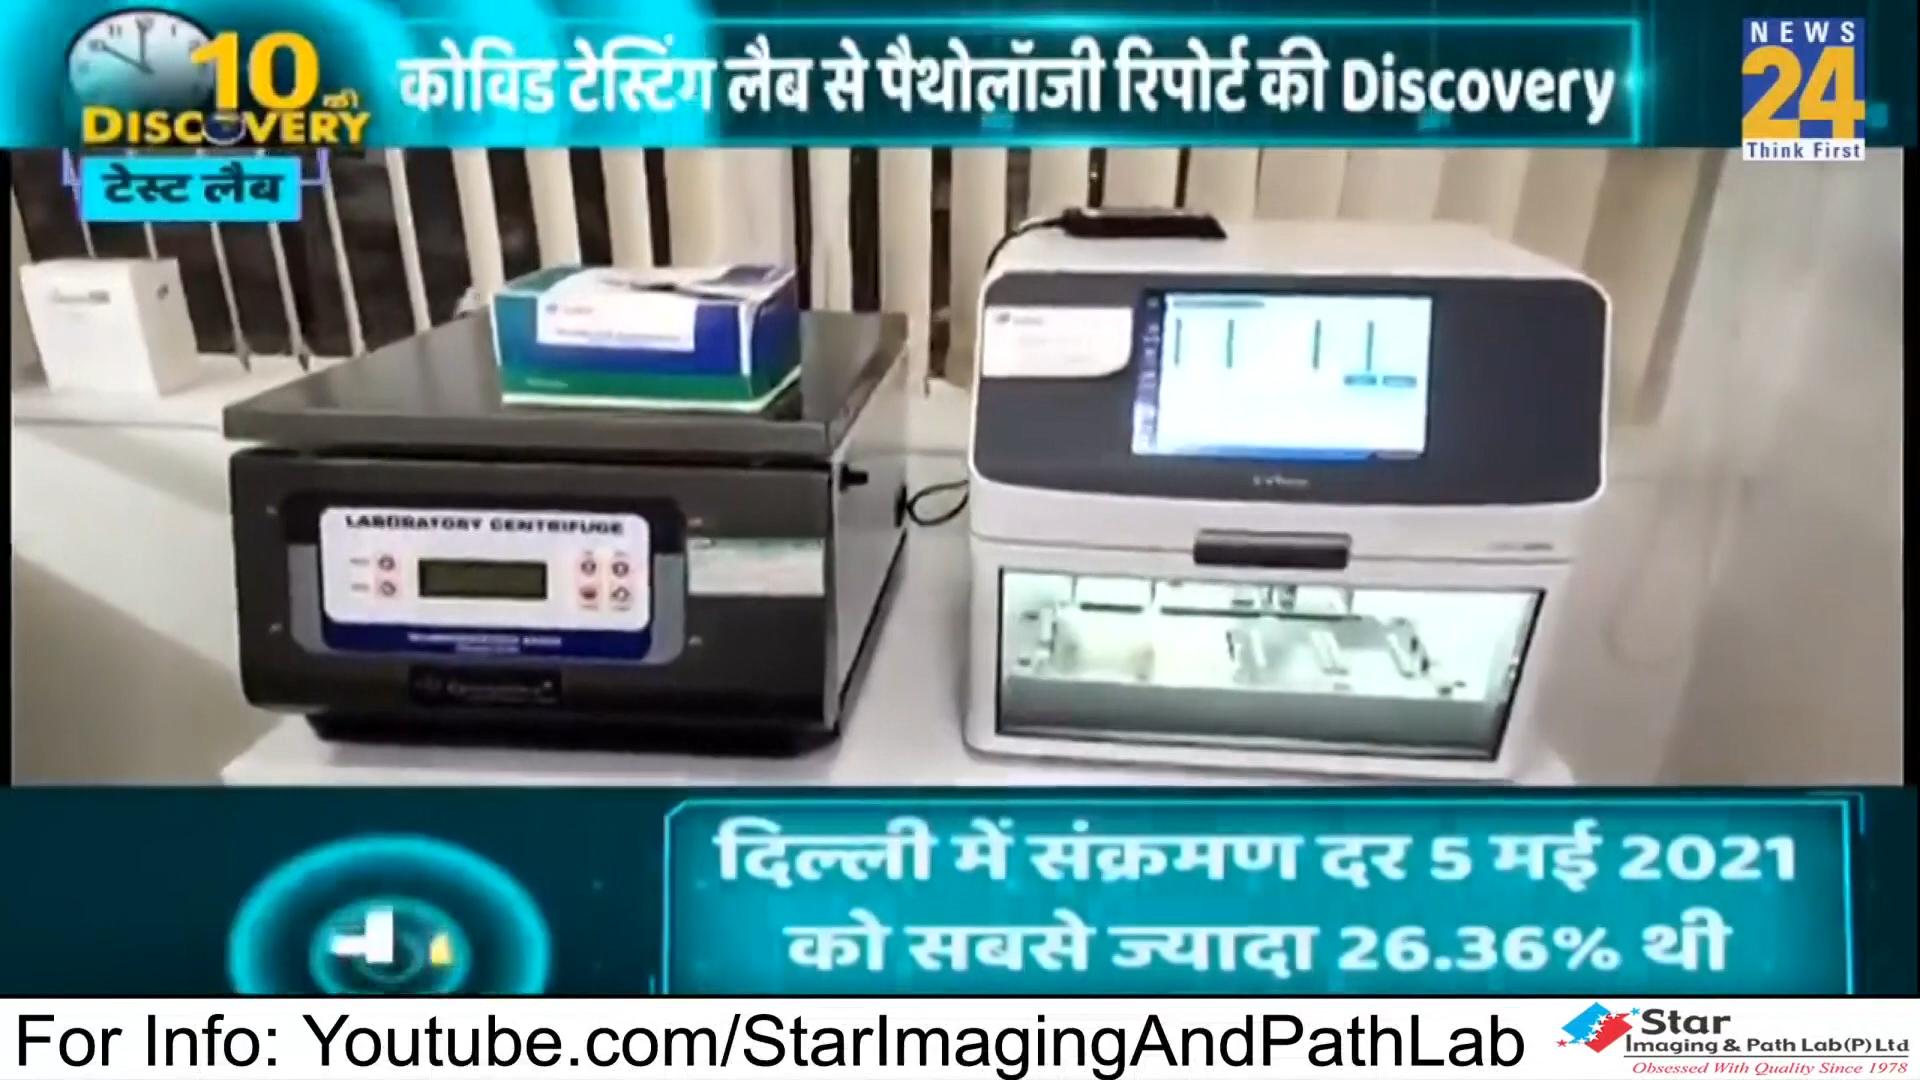 10 की
DISCOVERY
कोविड टेस्टिंग लैब से पैथोलॉजी रिपोर्ट की Discovery
NEWS
24
Think First
टेस्ट लैब
LABORATORY CENTRIFUGE
दिल्ली में संक्रमण दर 5 मई 2021
को सबसे ज्यादा 26.36% थी
For Info: Youtube.com/StarImagingAndPathLab
Star
Imaging & Path Lab(P) Ltd
Obsessed With Quality Since 1978